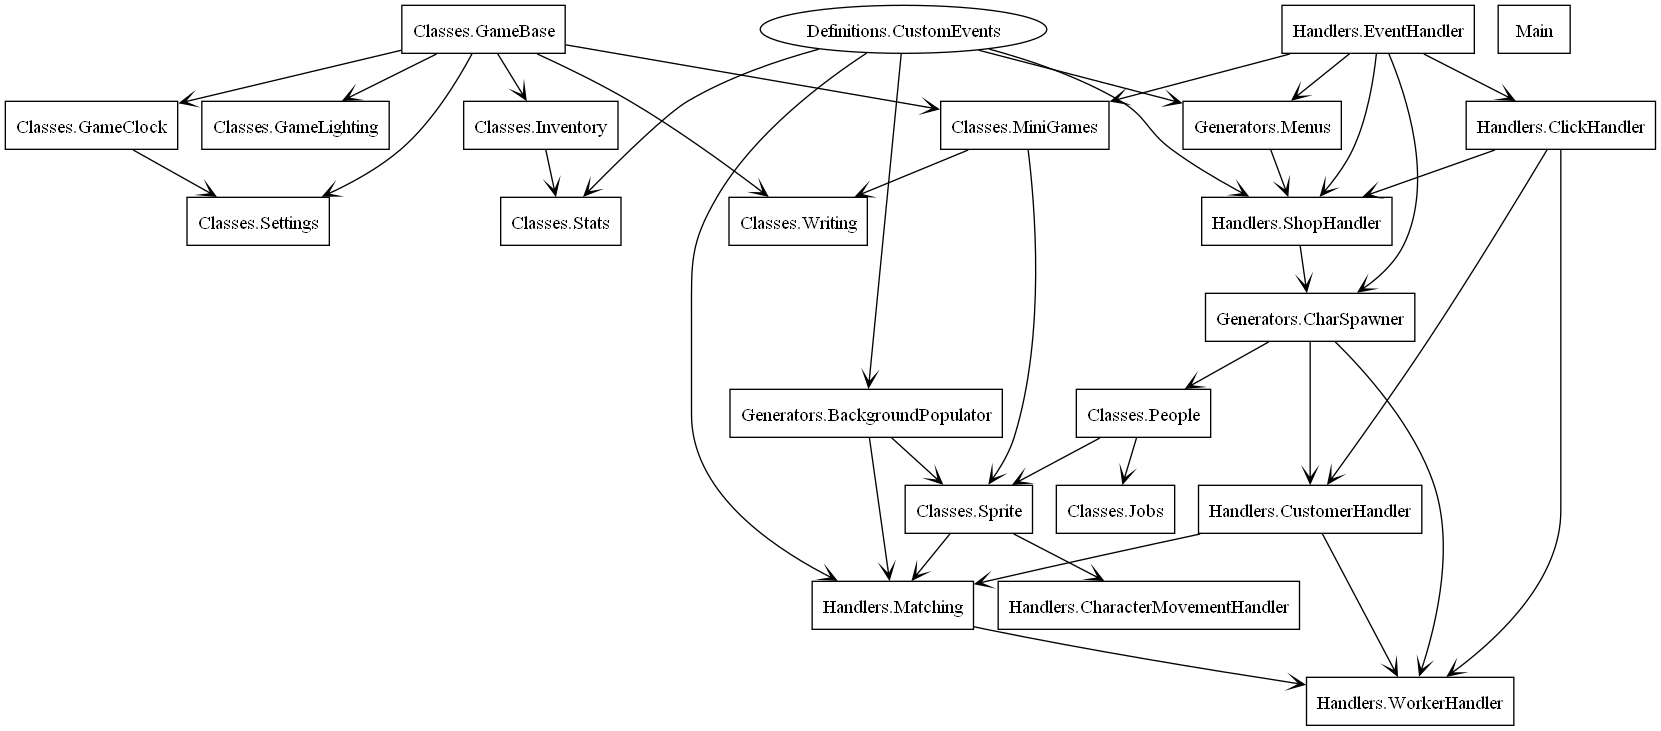 Classes.GameBase
Definitions.CustomEvents
Handlers.EventHandler
Main
Classes.GameClock
Classes.GameLighting
Classes.Inventory
Classes.MiniGames
Generators.Menus
Handlers.ClickHandler
Classes.Settings
Classes.Stats
Classes.Writing
Handlers.ShopHandler
Generators.CharSpawner
Generators.BackgroundPopulator
Classes.People
Classes.Sprite
Classes.Jobs
Handlers.CustomerHandler
Handlers.Matching
Handlers.CharacterMovementHandler
Handlers.WorkerHandler